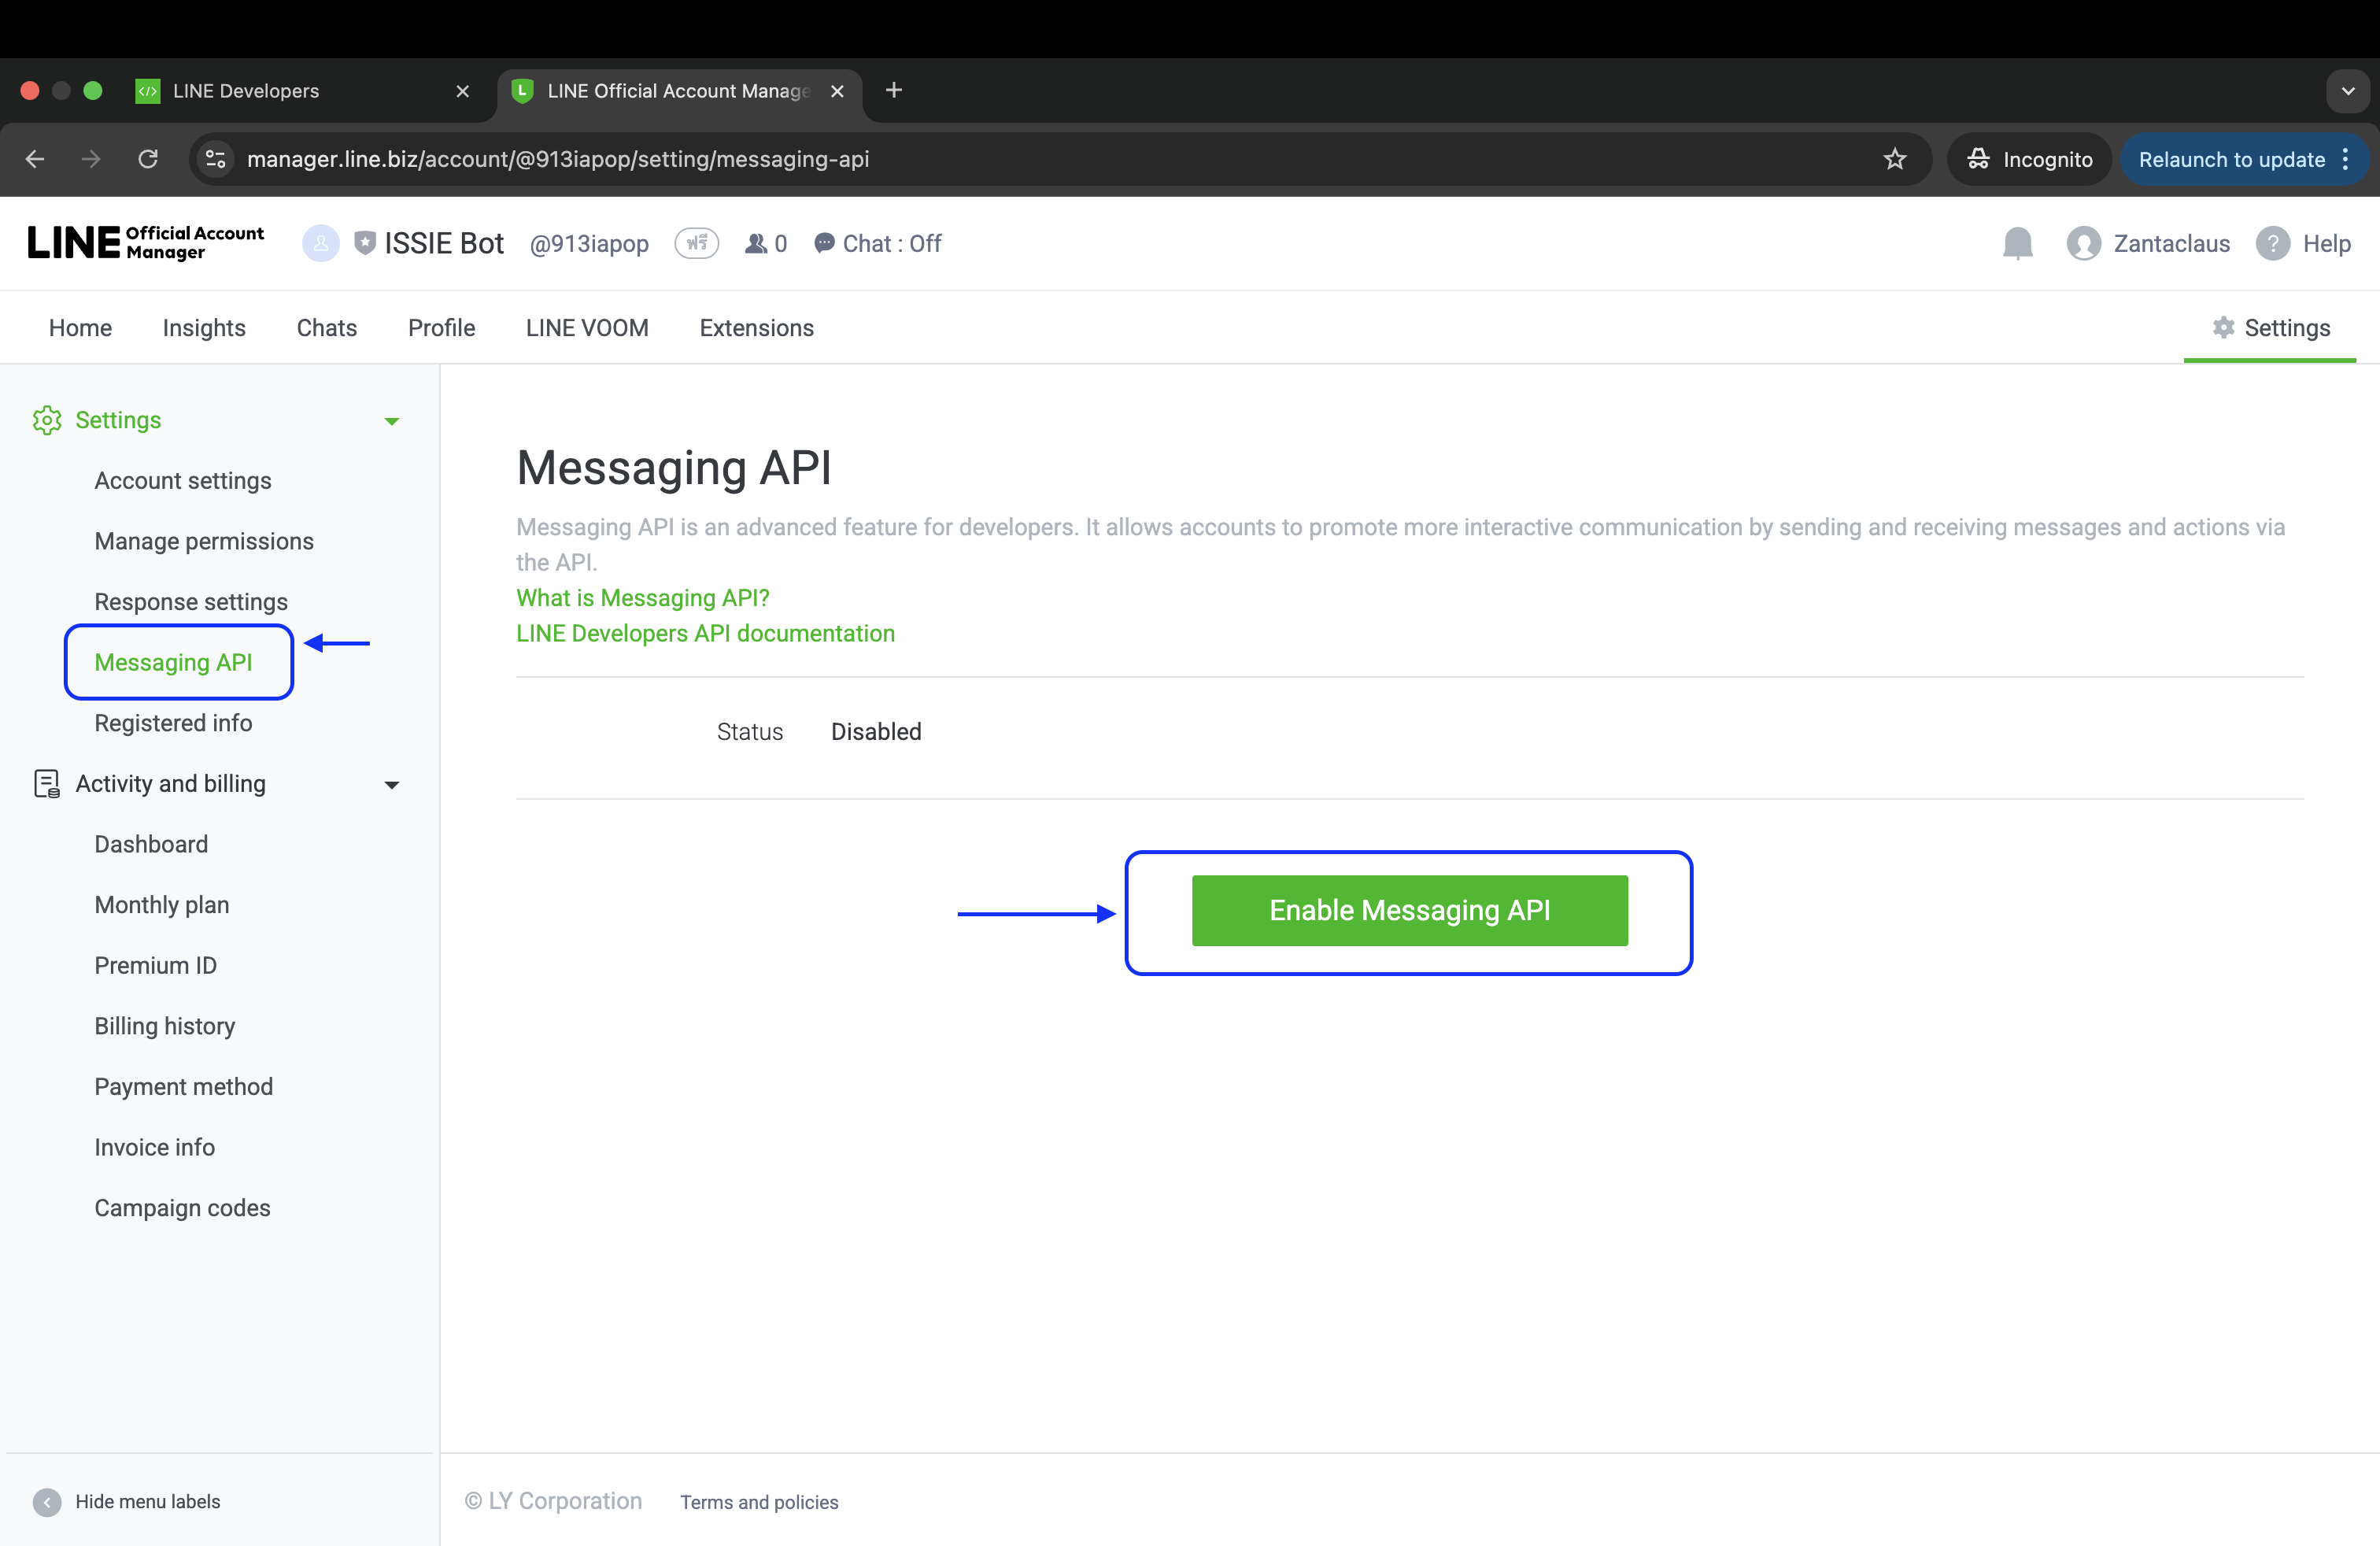 LINE Developers
LINE Official Account Manage
manager.line.biz/account/@913iapop/setting/messaging-api
Incognito
Relaunch to update
LINE Official Account Manager
ISSIE Bot
@913iapop
ฟรี
0
Chat : Off
Zantaclaus
Help
Home
Insights
Chats
Profile
LINE VOOM
Extensions
Settings
Settings
Account settings
Manage permissions
Response settings
Messaging API
Registered info
Activity and billing
Dashboard
Monthly plan
Premium ID
Billing history
Payment method
Invoice info
Campaign codes
Hide menu labels
Messaging API
Messaging API is an advanced feature for developers. It allows accounts to promote more interactive communication by sending and receiving messages and actions via
the API.
What is Messaging API?
LINE Developers API documentation
Status Disabled
Enable Messaging API
© LY Corporation
Terms and policies